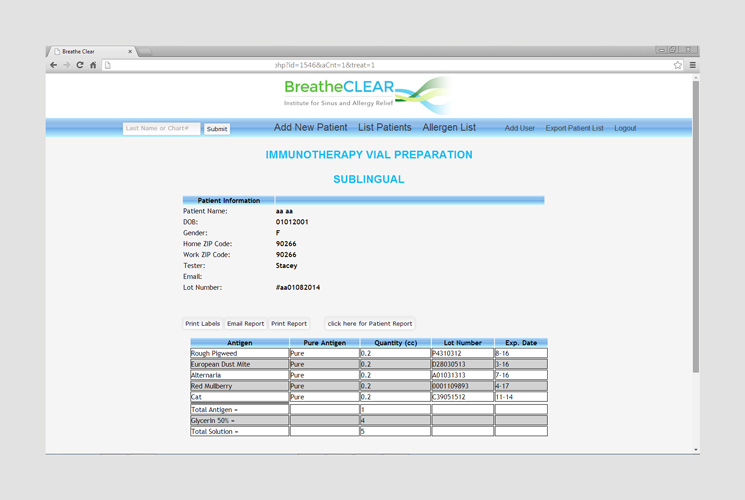 Breathe Clear
php?id=1546&aCnt=1&treat=1
BreatheCLEAR
Institute for Sinus and Allergy Relief
Last Name or Chart# Submit Add New Patient List Patients Allergen List Add User Export Patient List Logout
IMMUNOTHERAPY VIAL PREPARATION
SUBLINGUAL
Patient Information
Patient Name: aa aa
DOB: 01012001
Gender: F
Home ZIP Code: 90266
Work ZIP Code: 90266
Tester: Stacey
Email:
Lot Number: #aa01082014
Print Labels Email Report Print Report click here for Patient Report
Antigen Pure Antigen Quantity (cc) Lot Number Exp. Date
Rough Pigweed Pure 0.2 P4310312 8-16
European Dust Mite Pure 0.2 D28030513 3-16
Alternaria Pure 0.2 A01031313 7-16
Red Mulberry Pure 0.2 D001109893 4-17
Cat Pure 0.2 C39051512 11-14
Total Antigen = 1
Glycerin 50% = 4
Total Solution = 5